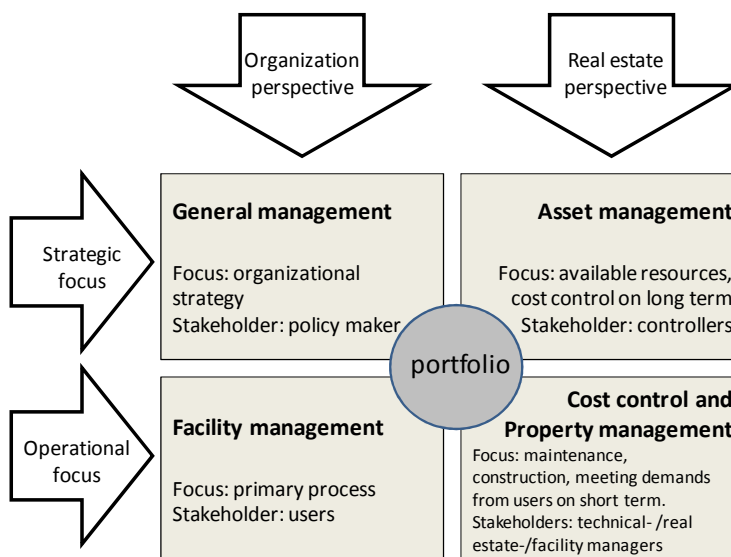 Organization
perspective
Real estate
perspective
Strategic
focus
General management
Focus: organizational
strategy
Stakeholder: policy maker
Asset management
Focus: available resources,
cost control on long term
Stakeholder: controllers
portfolio
Operational
focus
Facility management
Focus: primary process
Stakeholder: users
Cost control and
Property management
Focus: maintenance,
construction, meeting demands
from users on short term.
Stakeholders: technical- /real
estate-/facility managers